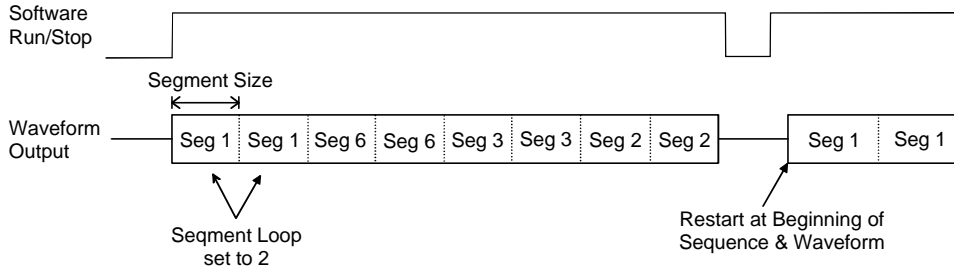 Software
Run/Stop
Segment Size
Waveform
Output
Seg 1 Seg 1 Seg 6 Seg 6 Seg 3 Seg 3 Seg 2 Seg 2 Seg 1 Seg 1
Seqment Loop
set to 2
Restart at Beginning of
Sequence & Waveform